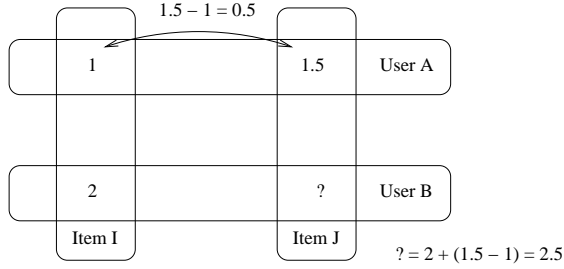 1.5 − 1 = 0.5
1 1.5 User A
2 ? User B
Item I Item J
? = 2 + (1.5 − 1) = 2.5